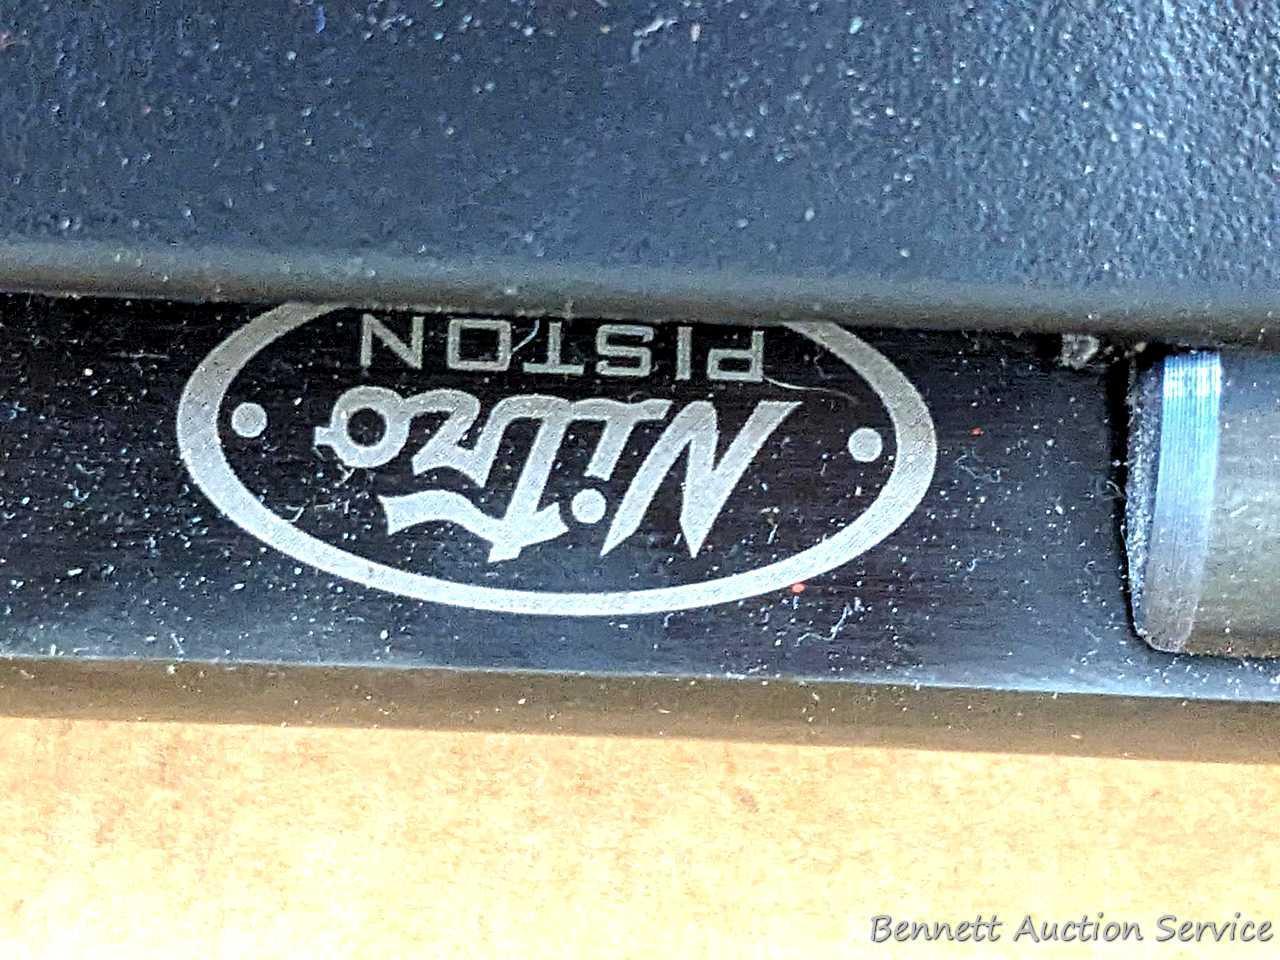 Nitro
PISTON
Bennett Auction Service